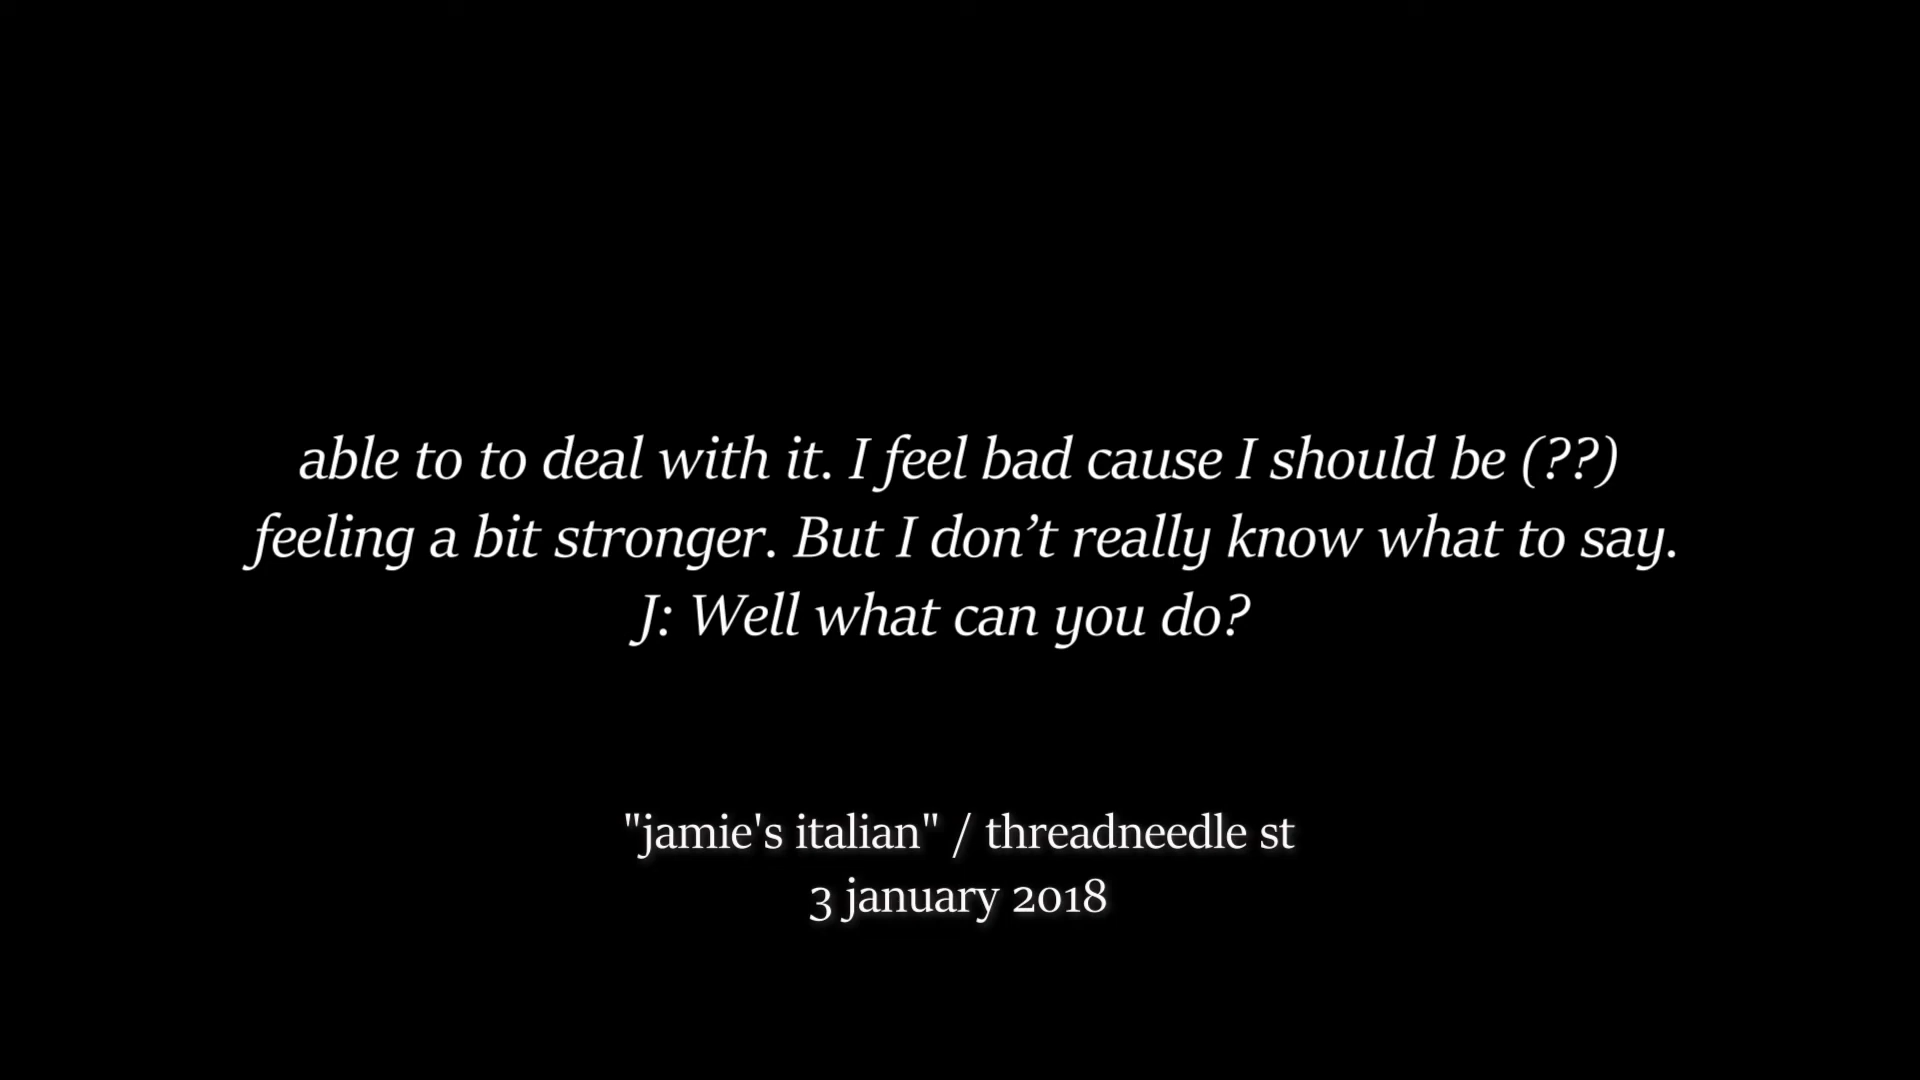 able to to deal with it. I feel bad cause I should be (??)
feeling a bit stronger. But I don’t really know what to say.
J: Well what can you do?
"jamie's italian" / threadneedle st
3 january 2018